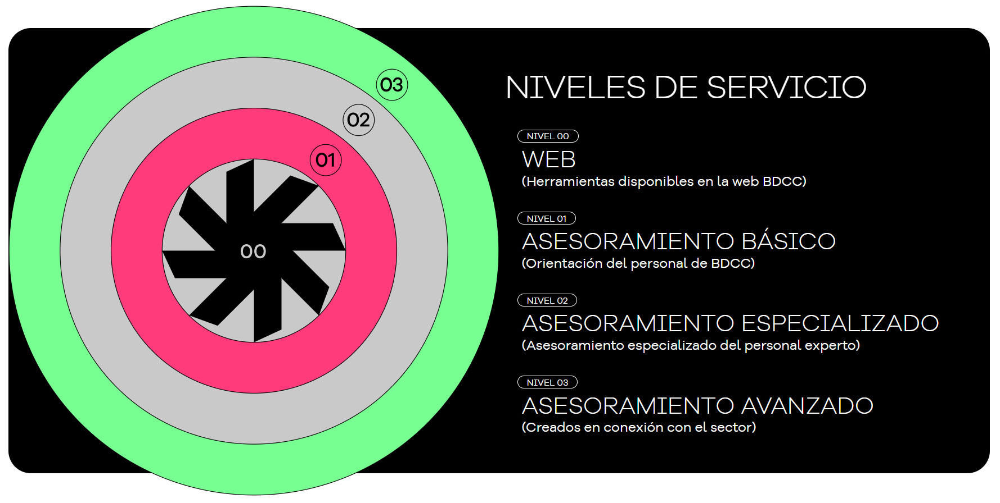 03
02
01
00
NIVELES DE SERVICIO
NIVEL 00
WEB
(Herramientas disponibles en la web BDCC)
NIVEL 01
ASESORAMIENTO BÁSICO
(Orientación del personal de BDCC)
NIVEL 02
ASESORAMIENTO ESPECIALIZADO
(Asesoramiento especializado del personal experto)
NIVEL 03
ASESORAMIENTO AVANZADO
(Creados en conexión con el sector)